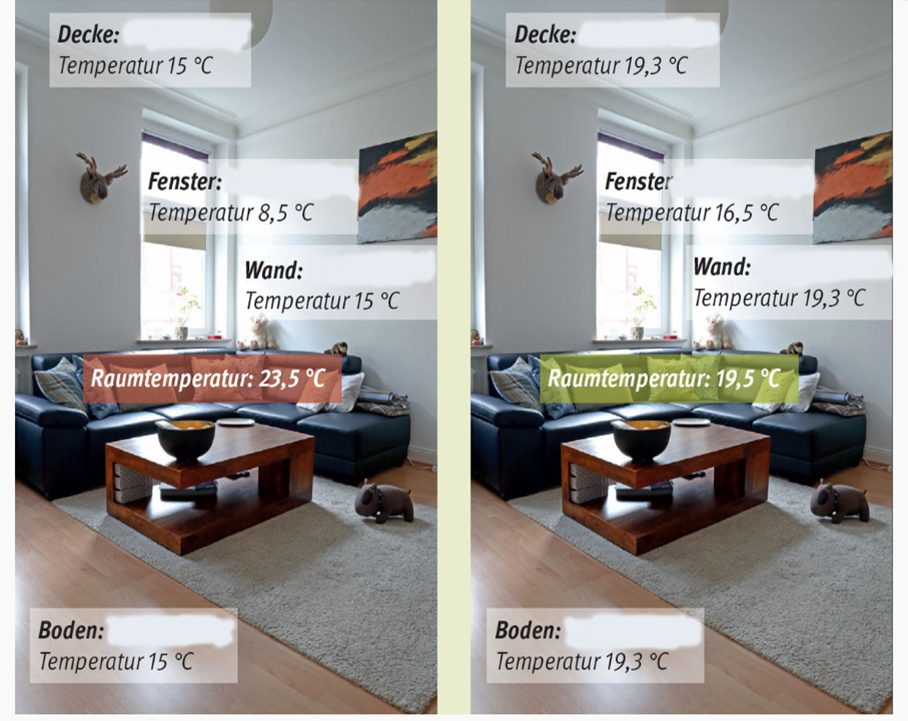 Decke:
Temperatur 15 °C
Fenster:
Temperatur 8,5 °C
Wand:
Temperatur 15 °C
Raumtemperatur: 23,5 °C
Boden:
Temperatur 15 °C
Decke:
Temperatur 19,3 °C
Fenster
Temperatur 16,5 °C
Wand:
Temperatur 19,3 °C
Raumtemperatur: 19,5 °C
Boden:
Temperatur 19,3 °C